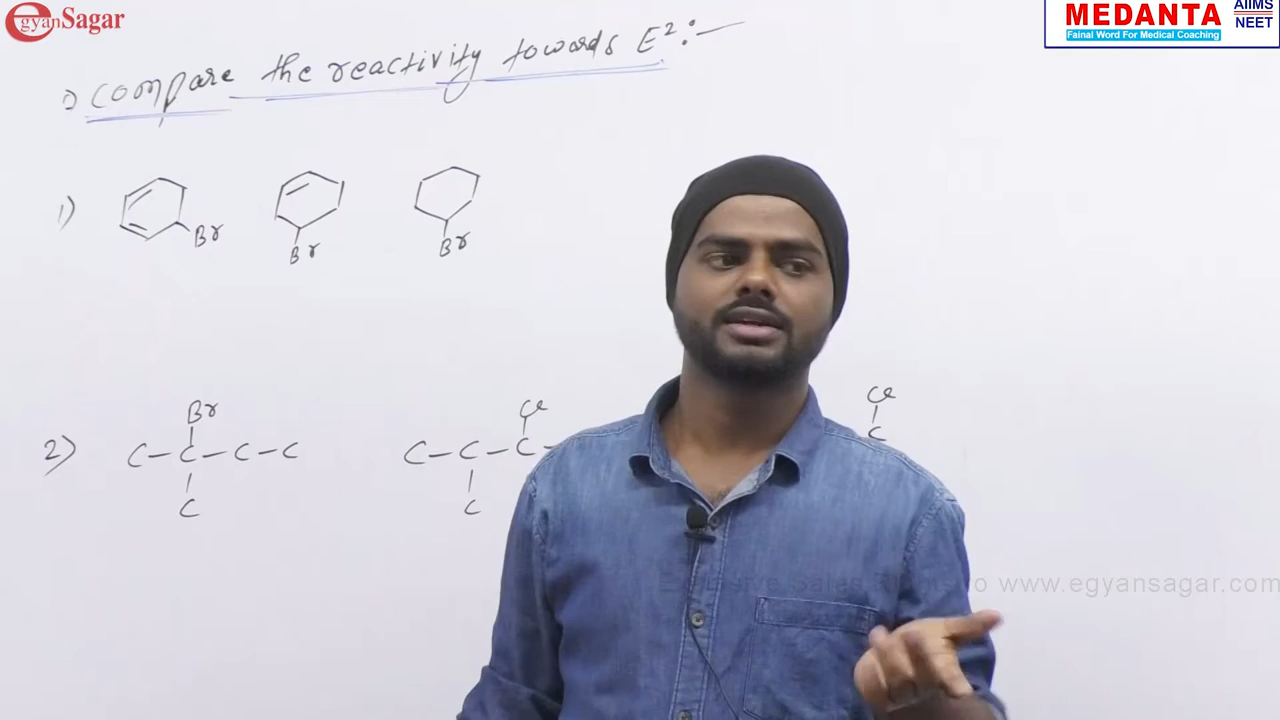 egyanSagar
MEDANTA AIIMS NEET
Fainal Word For Medical Coaching
Compare the reactivity towards E²:-
1)
Br Br Br
Br Cl Cl
C
2) C-C-C-C C-C-C-
C C
www.egyansagar.com